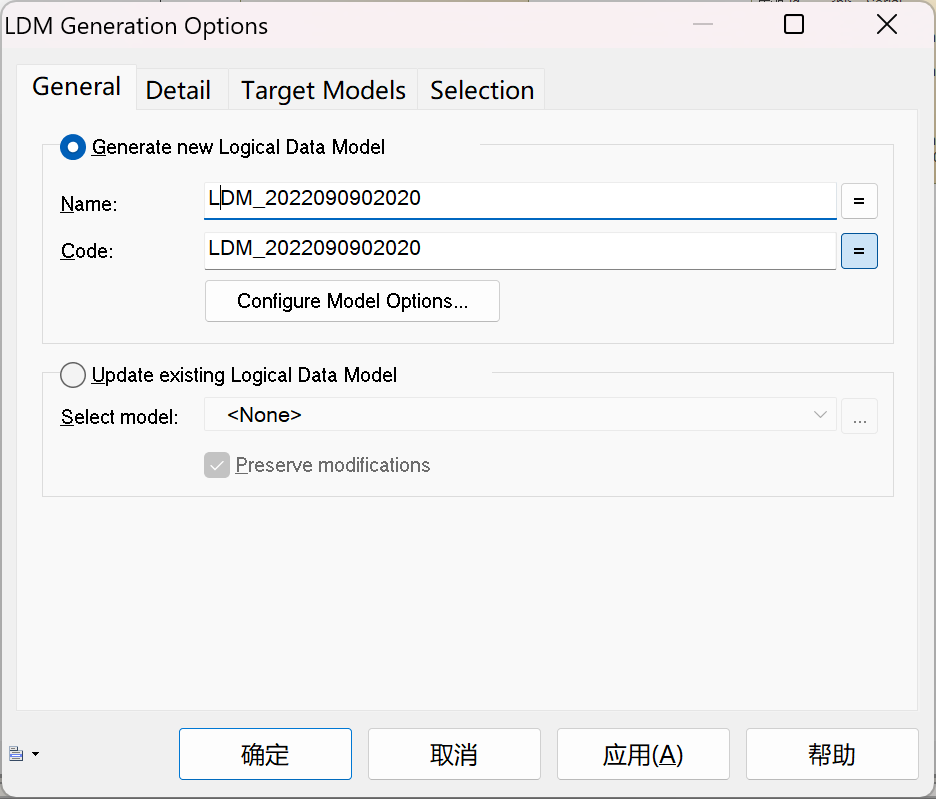 LDM Generation Options
General Detail Target Models Selection
Generate new Logical Data Model
Name: LDM_2022090902020 =
Code: LDM_2022090902020 =
Configure Model Options...
Update existing Logical Data Model
Select model: <None> ...
Preserve modifications
确定 取消 应用(A) 帮助